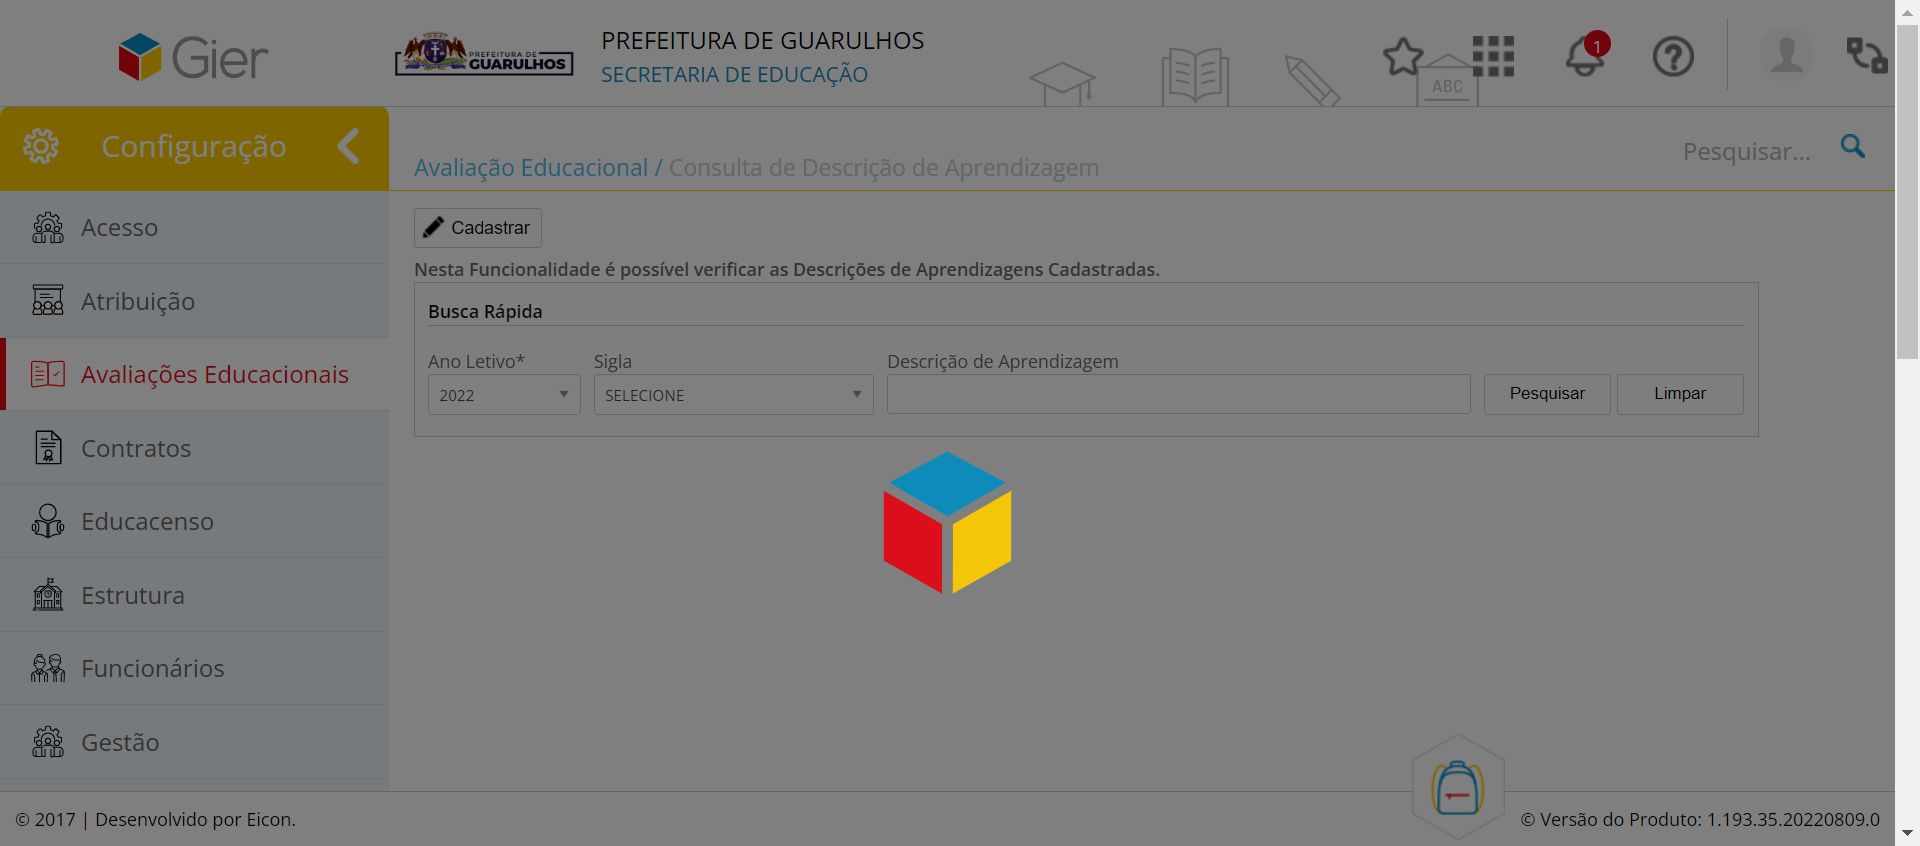 Gier
PREFEITURA DE
GUARULHOS
PREFEITURA DE GUARULHOS
SECRETARIA DE EDUCAÇÃO
ABC
1
Configuração
Avaliação Educacional / Consulta de Descrição de Aprendizagem
Pesquisar...
Acesso
Atribuição
Avaliações Educacionais
Contratos
Educacenso
Estrutura
Funcionários
Gestão
Cadastrar
Nesta Funcionalidade é possível verificar as Descrições de Aprendizagens Cadastradas.
Busca Rápida
Ano Letivo* Sigla Descrição de Aprendizagem
2022 SELECIONE Pesquisar Limpar
© 2017 | Desenvolvido por Eicon.
© Versão do Produto: 1.193.35.20220809.0